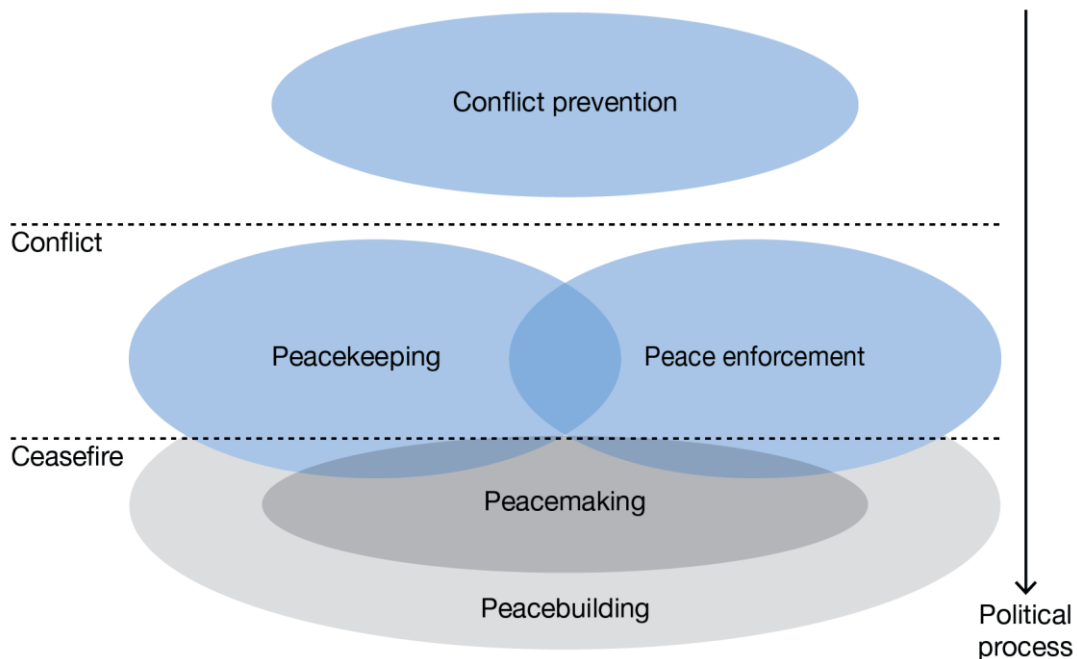 Conflict prevention
Conflict
Peacekeeping
Peace enforcement
Ceasefire
Peacemaking
Peacebuilding
Political
process